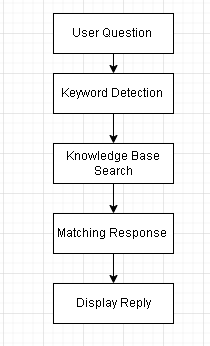 User Question
Keyword Detection
Knowledge Base
Search
Matching Response
Display Reply